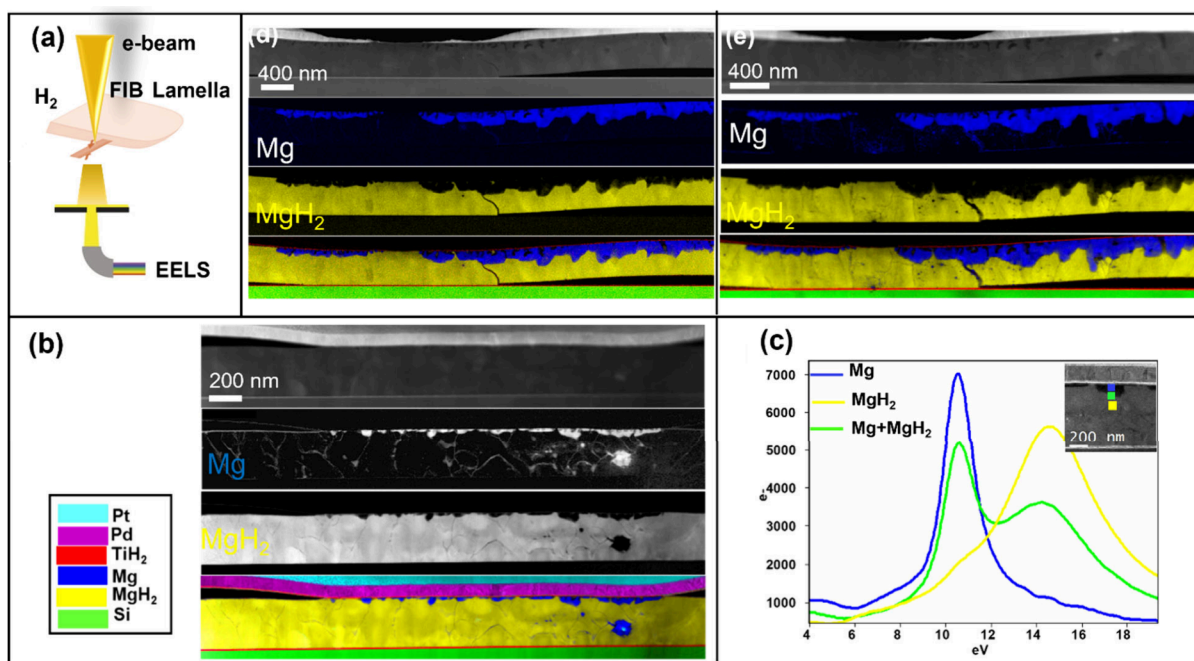 (a)
e-beam
H2
FIB Lamella
EELS
(d)
400 nm
Mg
MgH2
(e)
400 nm
Mg
MgH2
(b)
200 nm
Mg
MgH2
Pt
Pd
TiH2
Mg
MgH2
Si
(c)
7000
6000
5000
4000
3000
2000
1000
e-
Mg
MgH2
Mg+MgH2
200 nm
4 6 8 10 12 14 16 18
eV